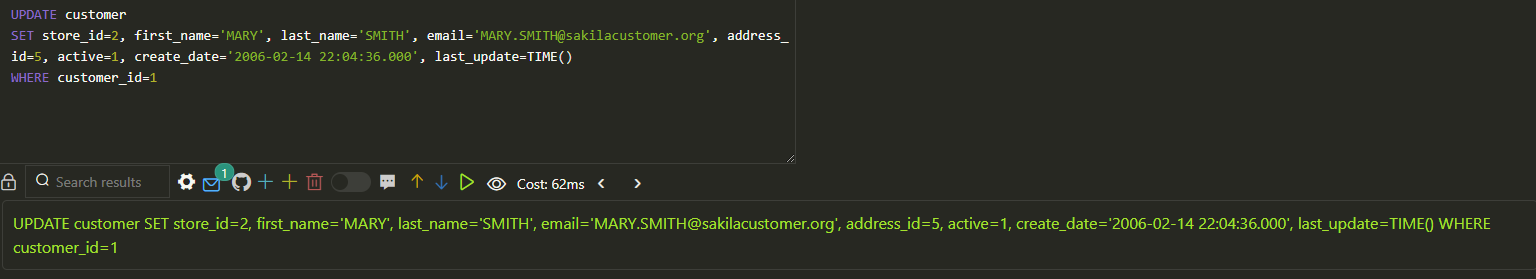 UPDATE customer
SET store_id=2, first_name='MARY', last_name='SMITH', email='MARY.SMITH@sakilacustomer.org', address_
id=5, active=1, create_date='2006-02-14 22:04:36.000', last_update=TIME()
WHERE customer_id=1
Search results 1 Cost: 62ms
UPDATE customer SET store_id=2, first_name='MARY', last_name='SMITH', email='MARY.SMITH@sakilacustomer.org', address_id=5, active=1, create_date='2006-02-14 22:04:36.000', last_update=TIME() WHERE
customer_id=1